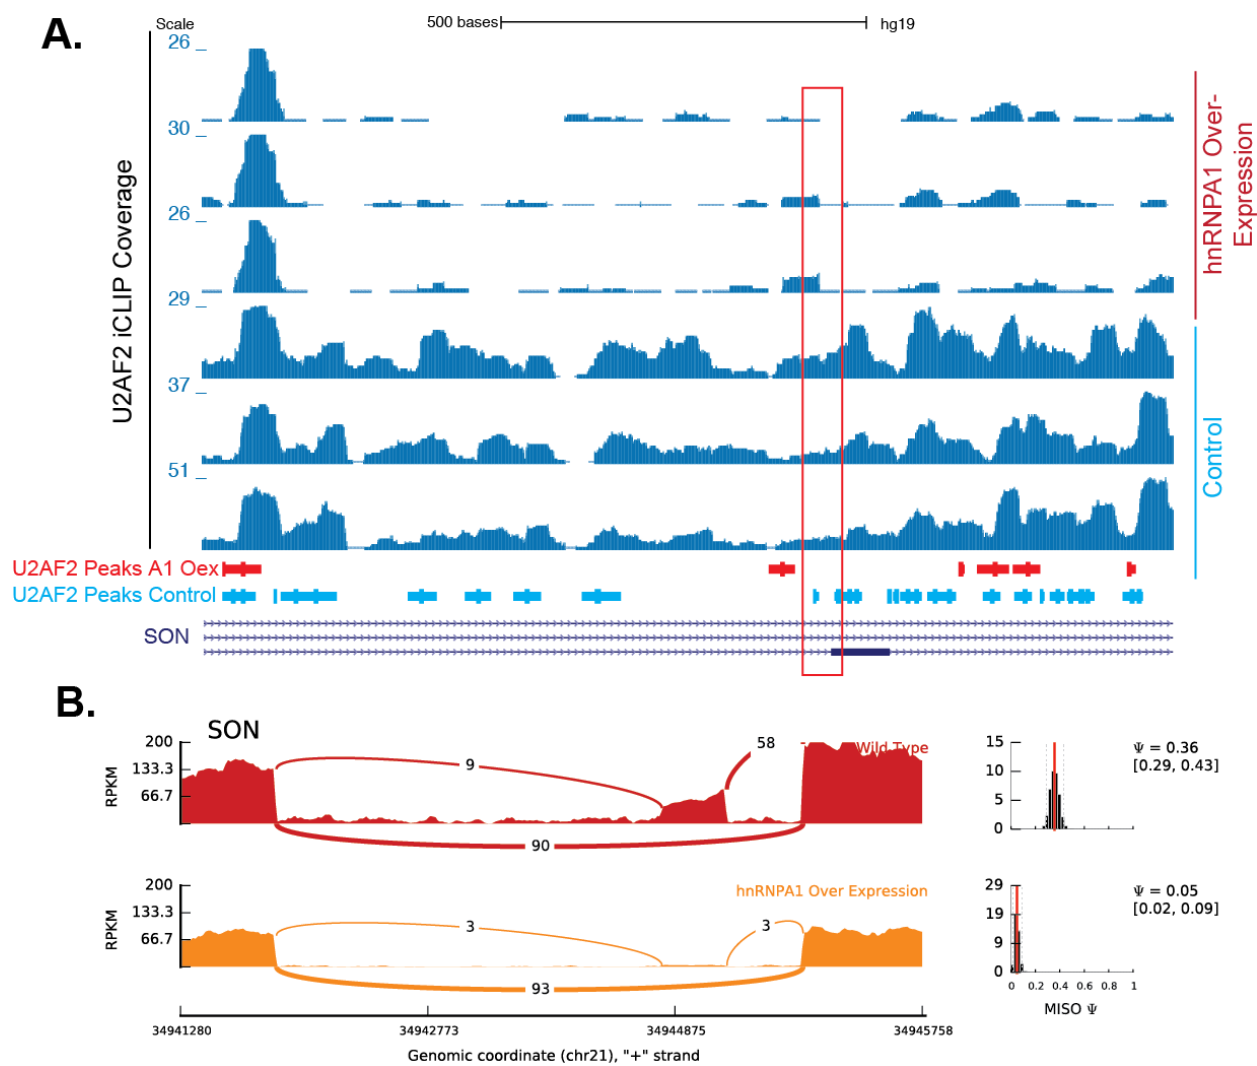 A.
Scale
500 bases
hg19
26
30
26
29
37
51
U2AF2 iCLIP Coverage
hnRNPA1 Over-
Expression
Control
U2AF2 Peaks A1 Oex
U2AF2 Peaks Control
SON
B.
SON
200
133.3
66.7
RPKM
9
58
90
Wild Type
15
10
5
0
Ψ = 0.36
[0.29, 0.43]
200
133.3
66.7
RPKM
hnRNPA1 Over Expression
3
3
93
29
19
9
0
Ψ = 0.05
[0.02, 0.09]
0 0.2 0.4 0.6 0.8 1
MISO Ψ
34941280 34942773 34944875 34945758
Genomic coordinate (chr21), "+" strand